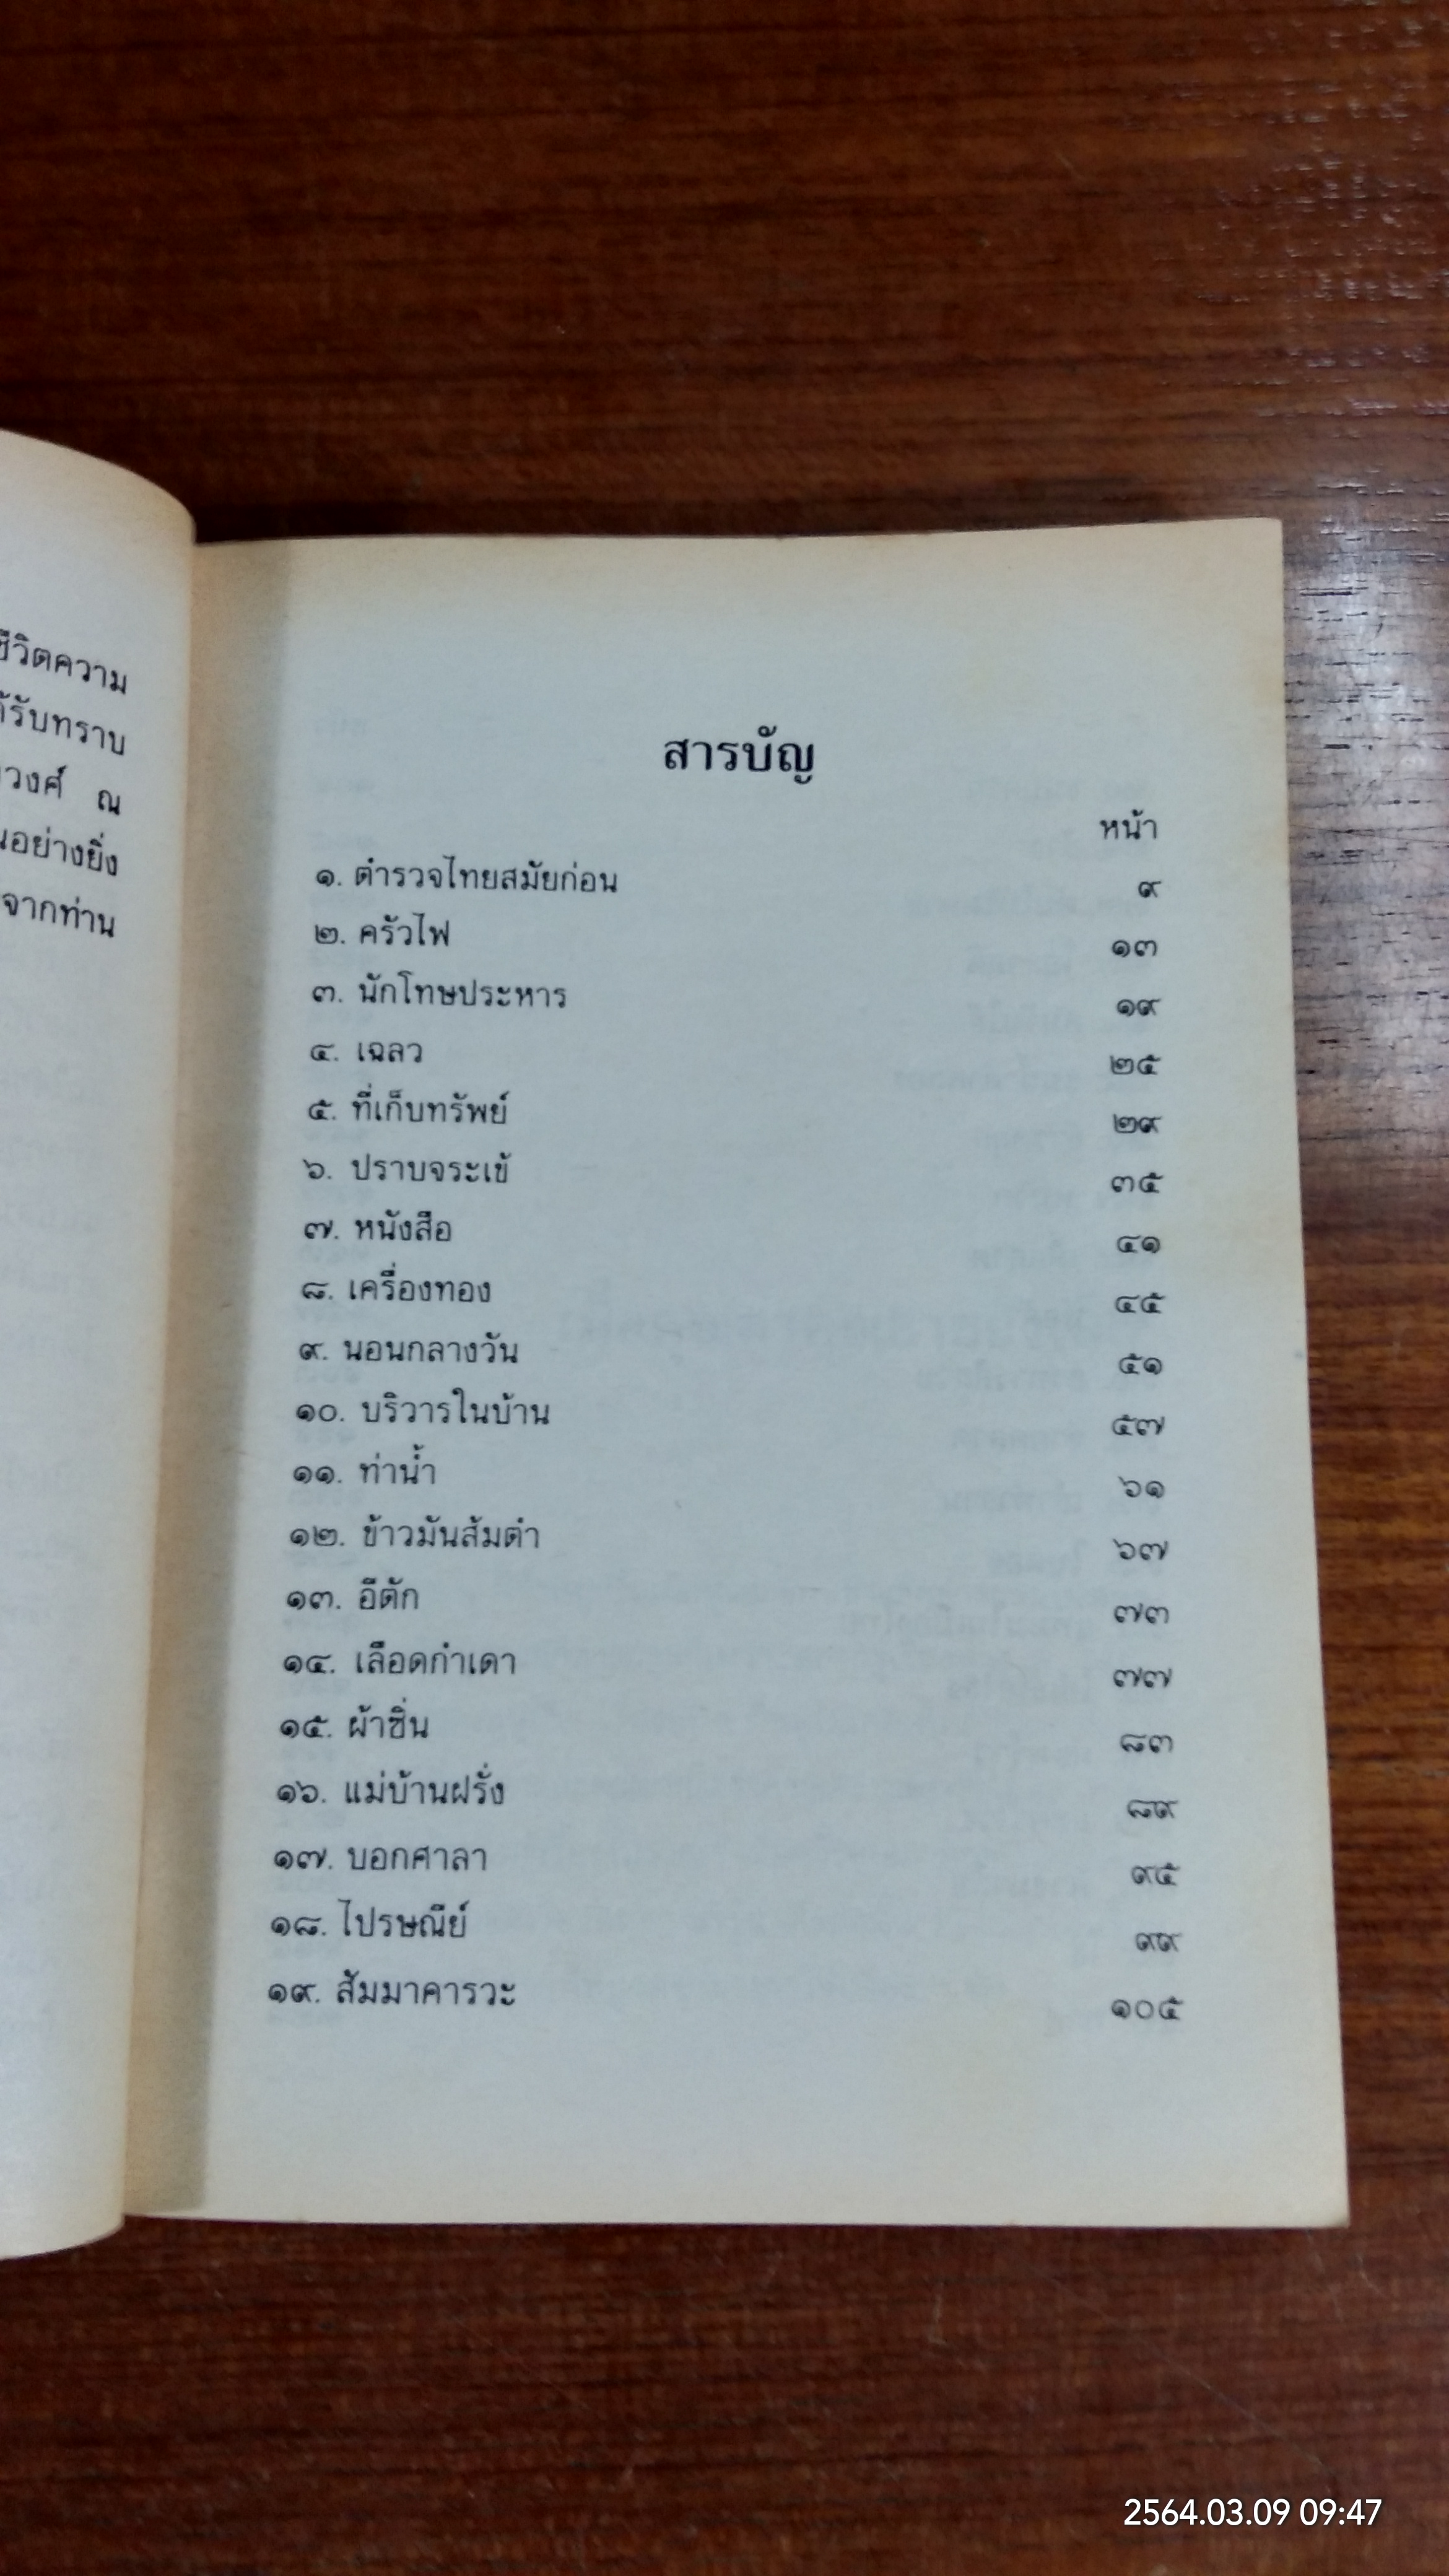 ชีวิตความ
ได้รับทราบ
วงศ์ ณ
อย่างยิ่ง
จากท่าน
สารบัญ
หน้า
๑. ตำรวจไทยสมัยก่อน ๙
๒. ครัวไฟ ๑๓
๓. นักโทษประหาร ๑๙
๔. เฉลว ๒๕
๕. ที่เก็บทรัพย์ ๒๙
๖. ปราบจระเข้ ๓๕
๗. หนังสือ ๔๑
๘. เครื่องทอง ๔๕
๙. นอนกลางวัน ๕๑
๑๐. บริวารในบ้าน ๕๗
๑๑. ท่าน้ำ ๖๑
๑๒. ข้าวมันส้มตำ ๖๗
๑๓. อีดัก ๗๓
๑๔. เลือดกำเดา ๗๗
๑๕. ผ้าซิ่น ๘๓
๑๖. แม่บ้านฝรั่ง ๘๙
๑๗. บอกศาลา ๙๕
๑๘. ไปรษณีย์ ๙๙
๑๙. สัมมาคารวะ ๑๐๕
2564.03.09 09:47